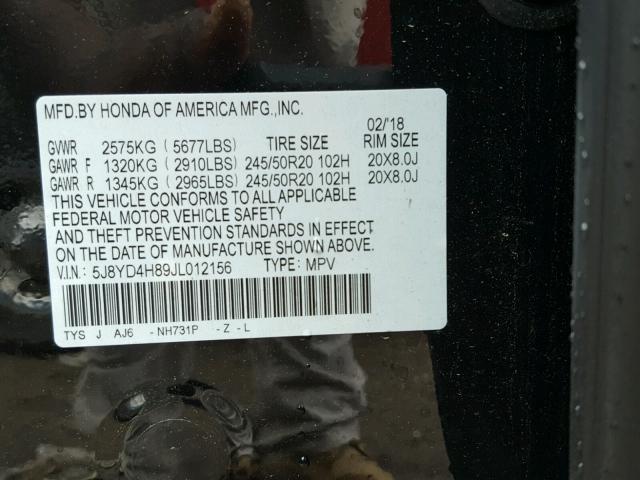 MFD.BY HONDA OF AMERICA MFG.,INC.
02/'18
GVWR 2575KG ( 5677LBS) TIRE SIZE RIM SIZE
GAWR F 1320KG ( 2910LBS) 245/50R20 102H 20X8.0J
GAWR R 1345KG ( 2965LBS) 245/50R20 102H 20X8.0J
THIS VEHICLE CONFORMS TO ALL APPLICABLE
FEDERAL MOTOR VEHICLE SAFETY
AND THEFT PREVENTION STANDARDS IN EFFECT
ON THE DATE OF MANUFACTURE SHOWN ABOVE.
V.I.N.: 5J8YD4H89JL012156 TYPE: MPV
TYS J AJ6 -NH731P -Z-L